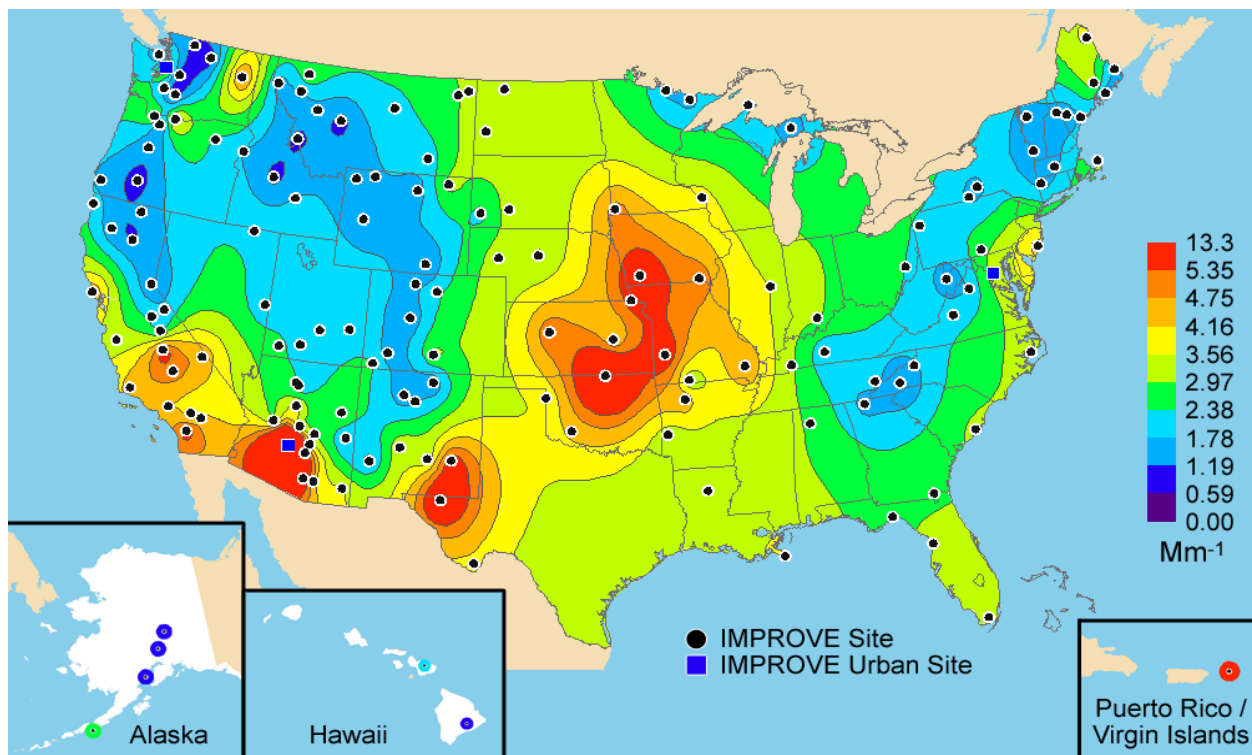 13.3
5.35
4.75
4.16
3.56
2.97
2.38
1.78
1.19
0.59
0.00
Mm-1
IMPROVE Site
IMPROVE Urban Site
Alaska
Hawaii
Puerto Rico /
Virgin Islands